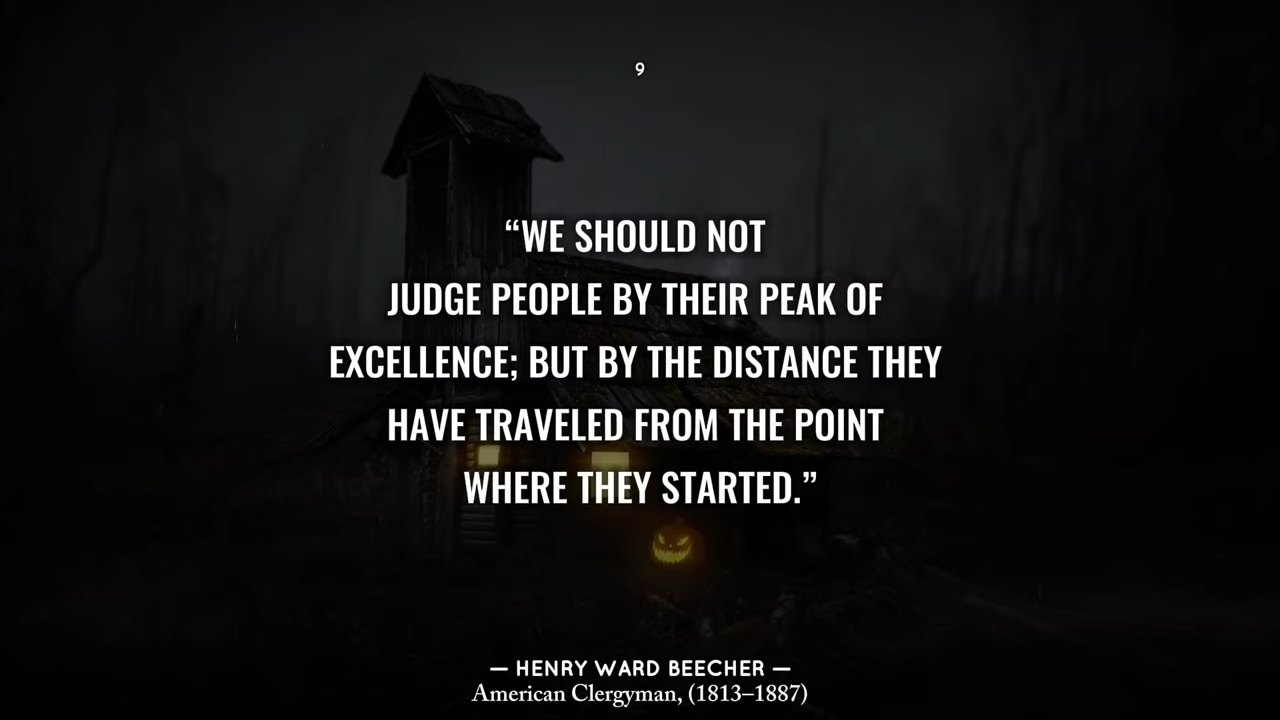 9
“WE SHOULD NOT
JUDGE PEOPLE BY THEIR PEAK OF
EXCELLENCE; BUT BY THE DISTANCE THEY
HAVE TRAVELED FROM THE POINT
WHERE THEY STARTED.”
— HENRY WARD BEECHER —
American Clergyman, (1813–1887)